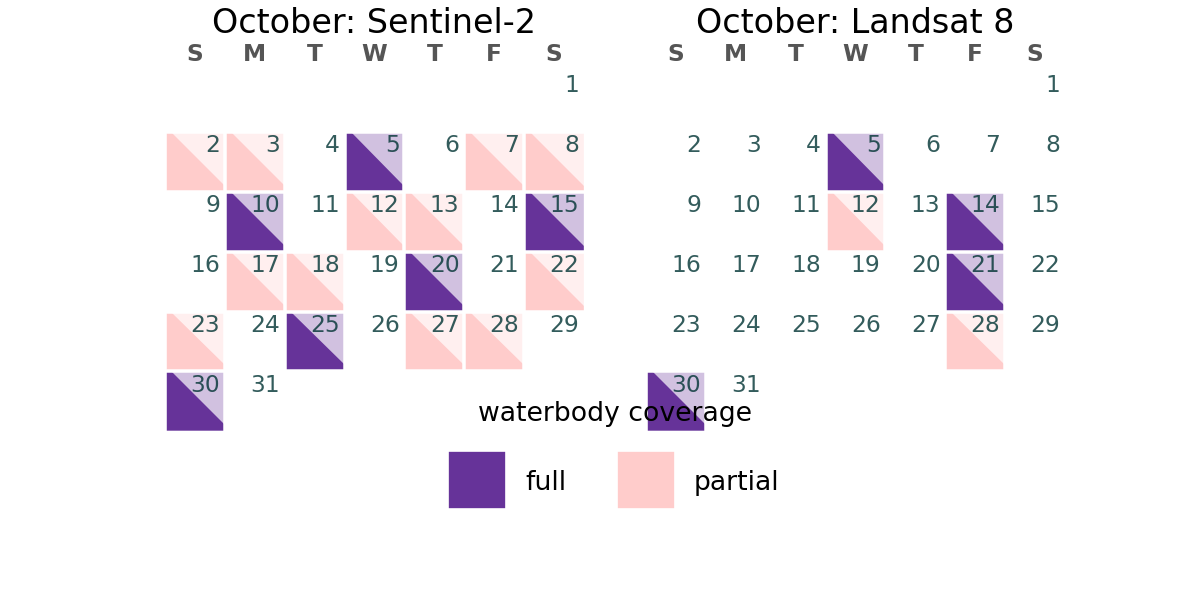 October: Sentinel-2
S M T W T F S
1
2 3 4 5 6 7 8
9 10 11 12 13 14 15
16 17 18 19 20 21 22
23 24 25 26 27 28 29
30 31
October: Landsat 8
S M T W T F S
1
2 3 4 5 6 7 8
9 10 11 12 13 14 15
16 17 18 19 20 21 22
23 24 25 26 27 28 29
30 31
waterbody coverage
full partial